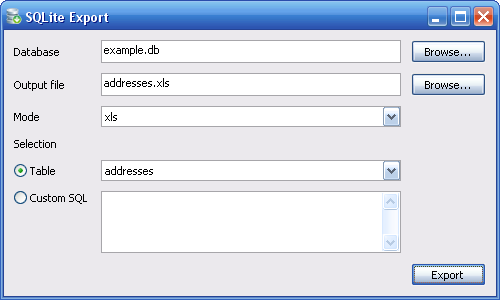 SQLite Export
Database example.db Browse...
Output file addresses.xls Browse...
Mode xls
Selection
Table addresses
Custom SQL
Export